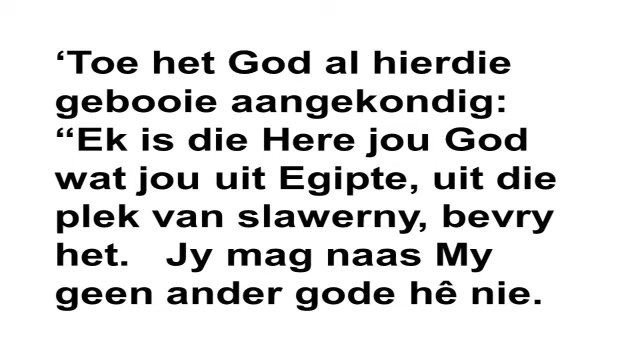 ‘Toe het God al hierdie
gebooie aangekondig:
“Ek is die Here jou God
wat jou uit Egipte, uit die
plek van slawerny, bevry
het.   Jy mag naas My
geen ander gode hê nie.